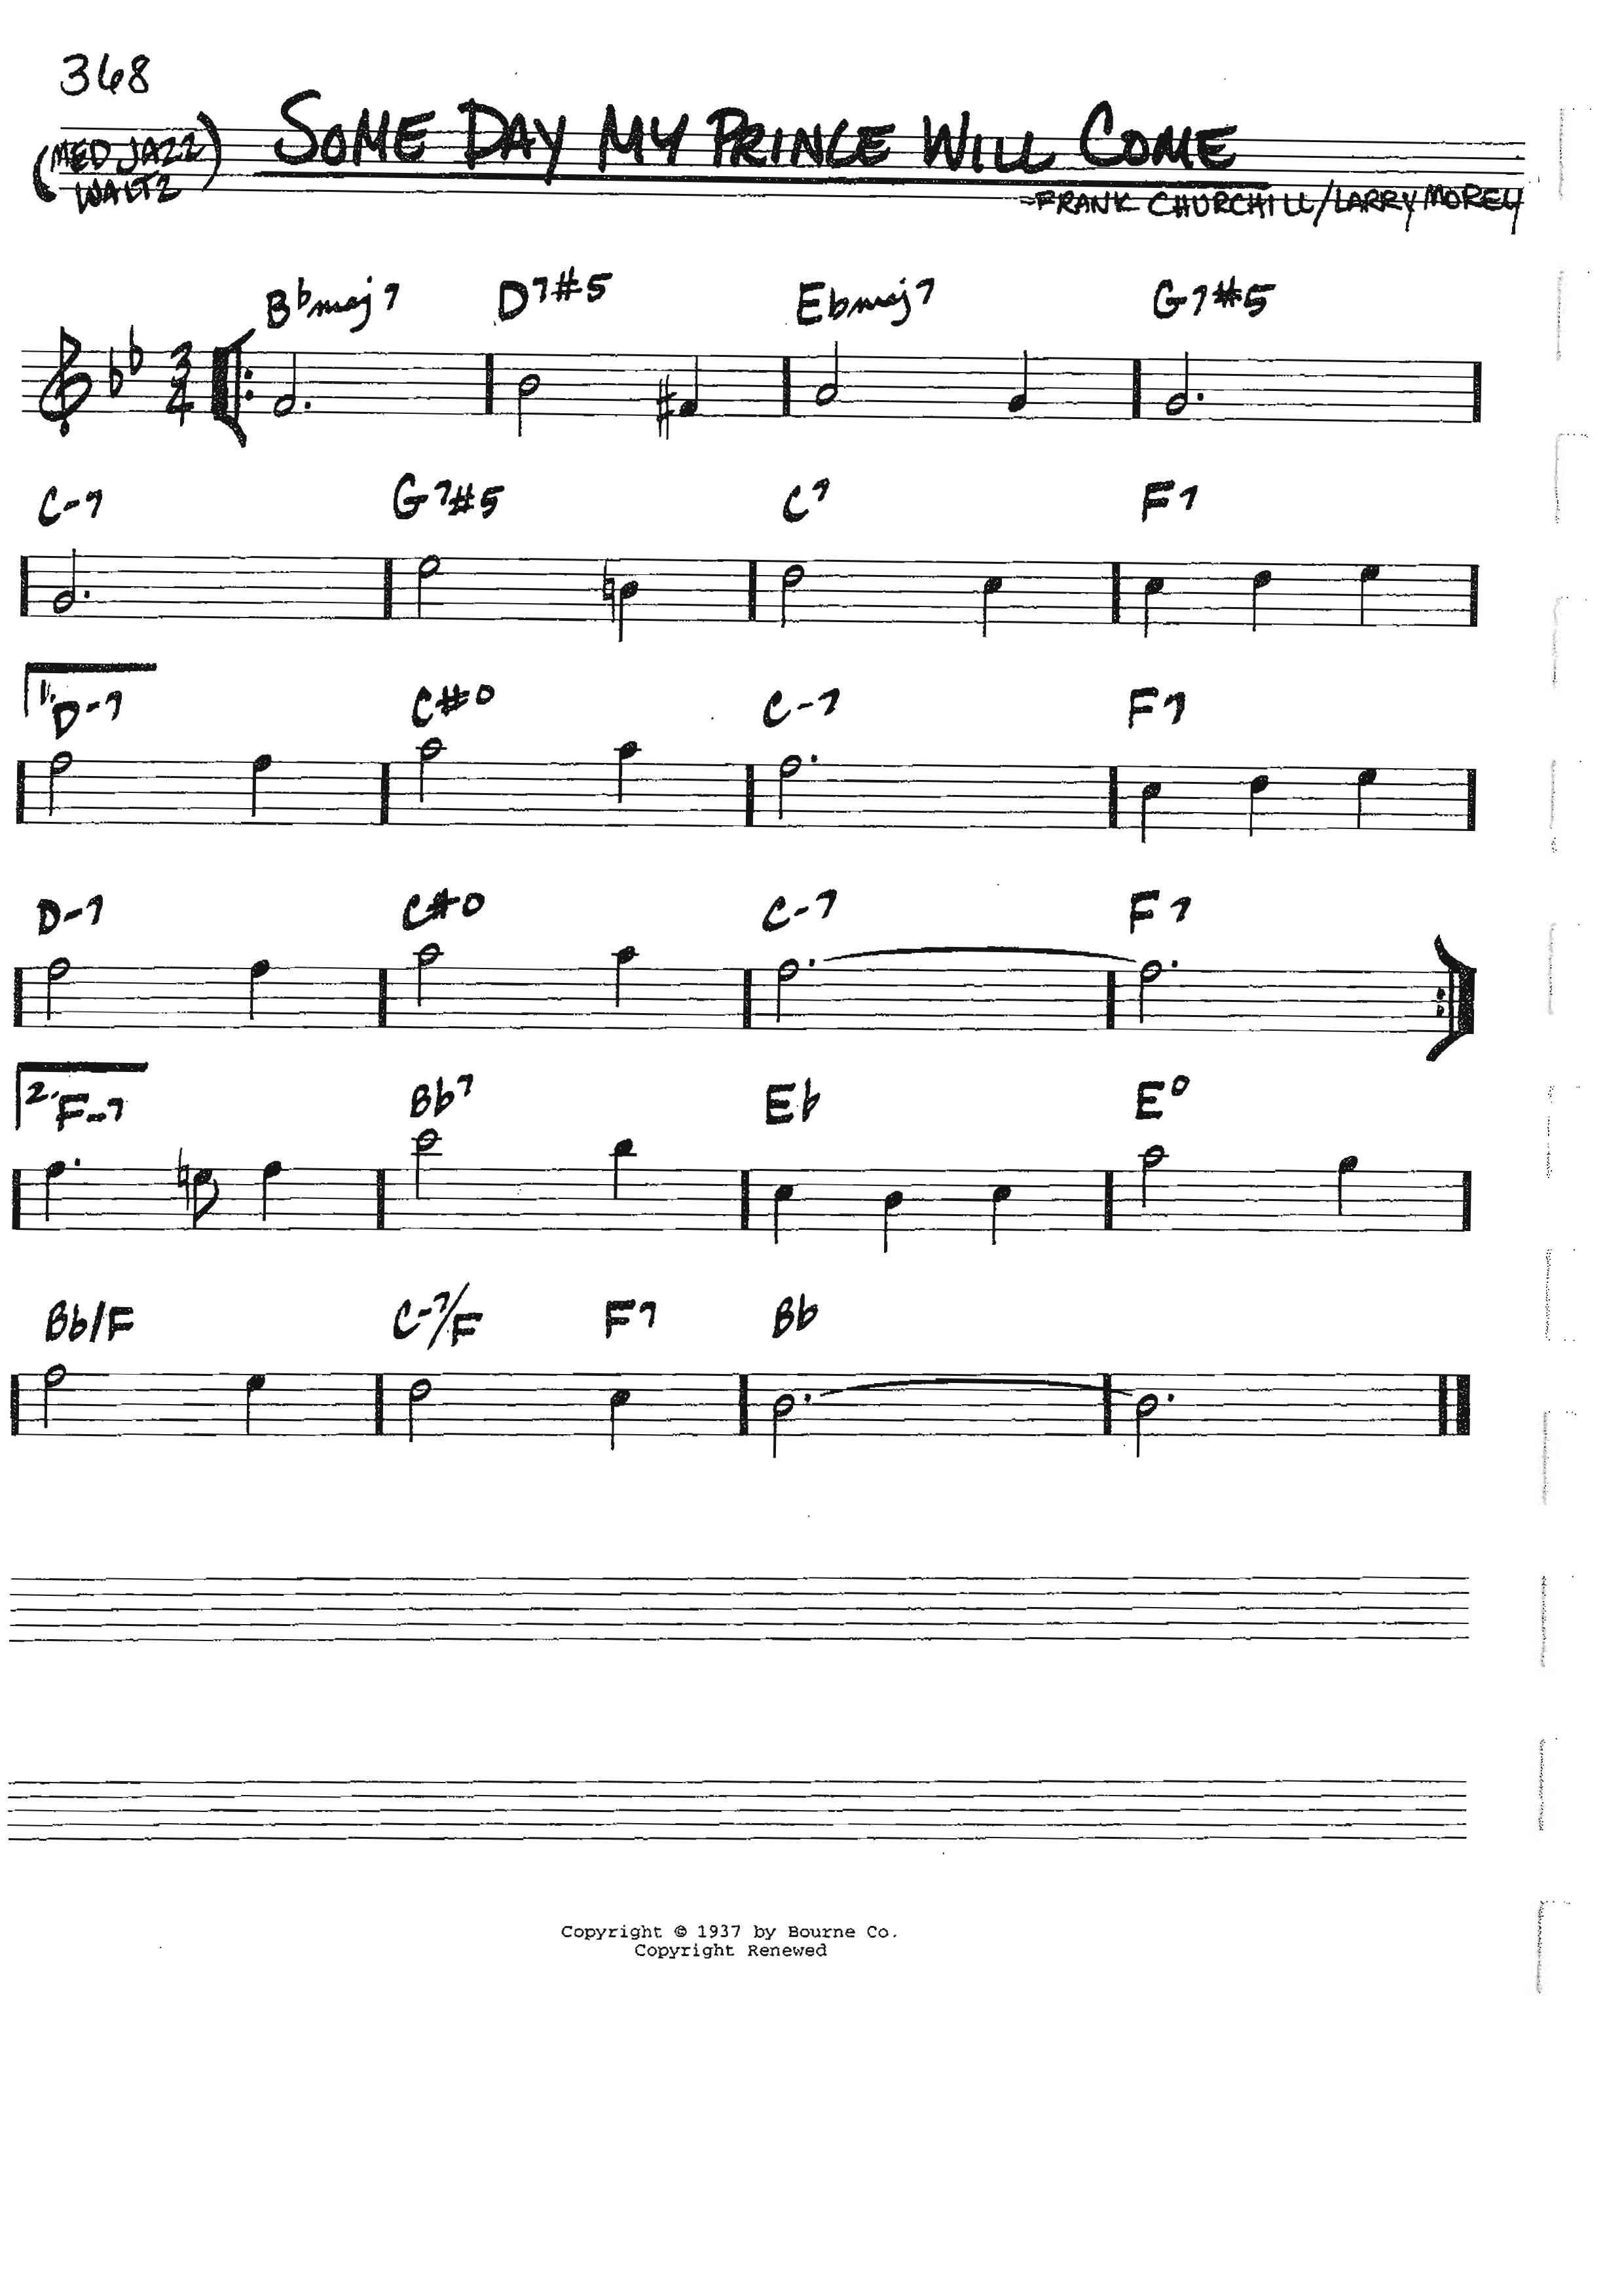 368
(MED JAZZ WALTZ)
SOME DAY MY PRINCE WILL COME
-FRANK CHURCHILL/LARRY MOREY
Bbmaj7 D7#5 Ebmaj7 G7#5
3
4
C-7 G7#5 C7 F7
1.
D-7 C#o C-7 F7
D-7 C#o C-7 F7
2.
F-7 Bb7 Eb Eo
Bb/F C-7/F F7 Bb
Copyright © 1937 by Bourne Co.
Copyright Renewed